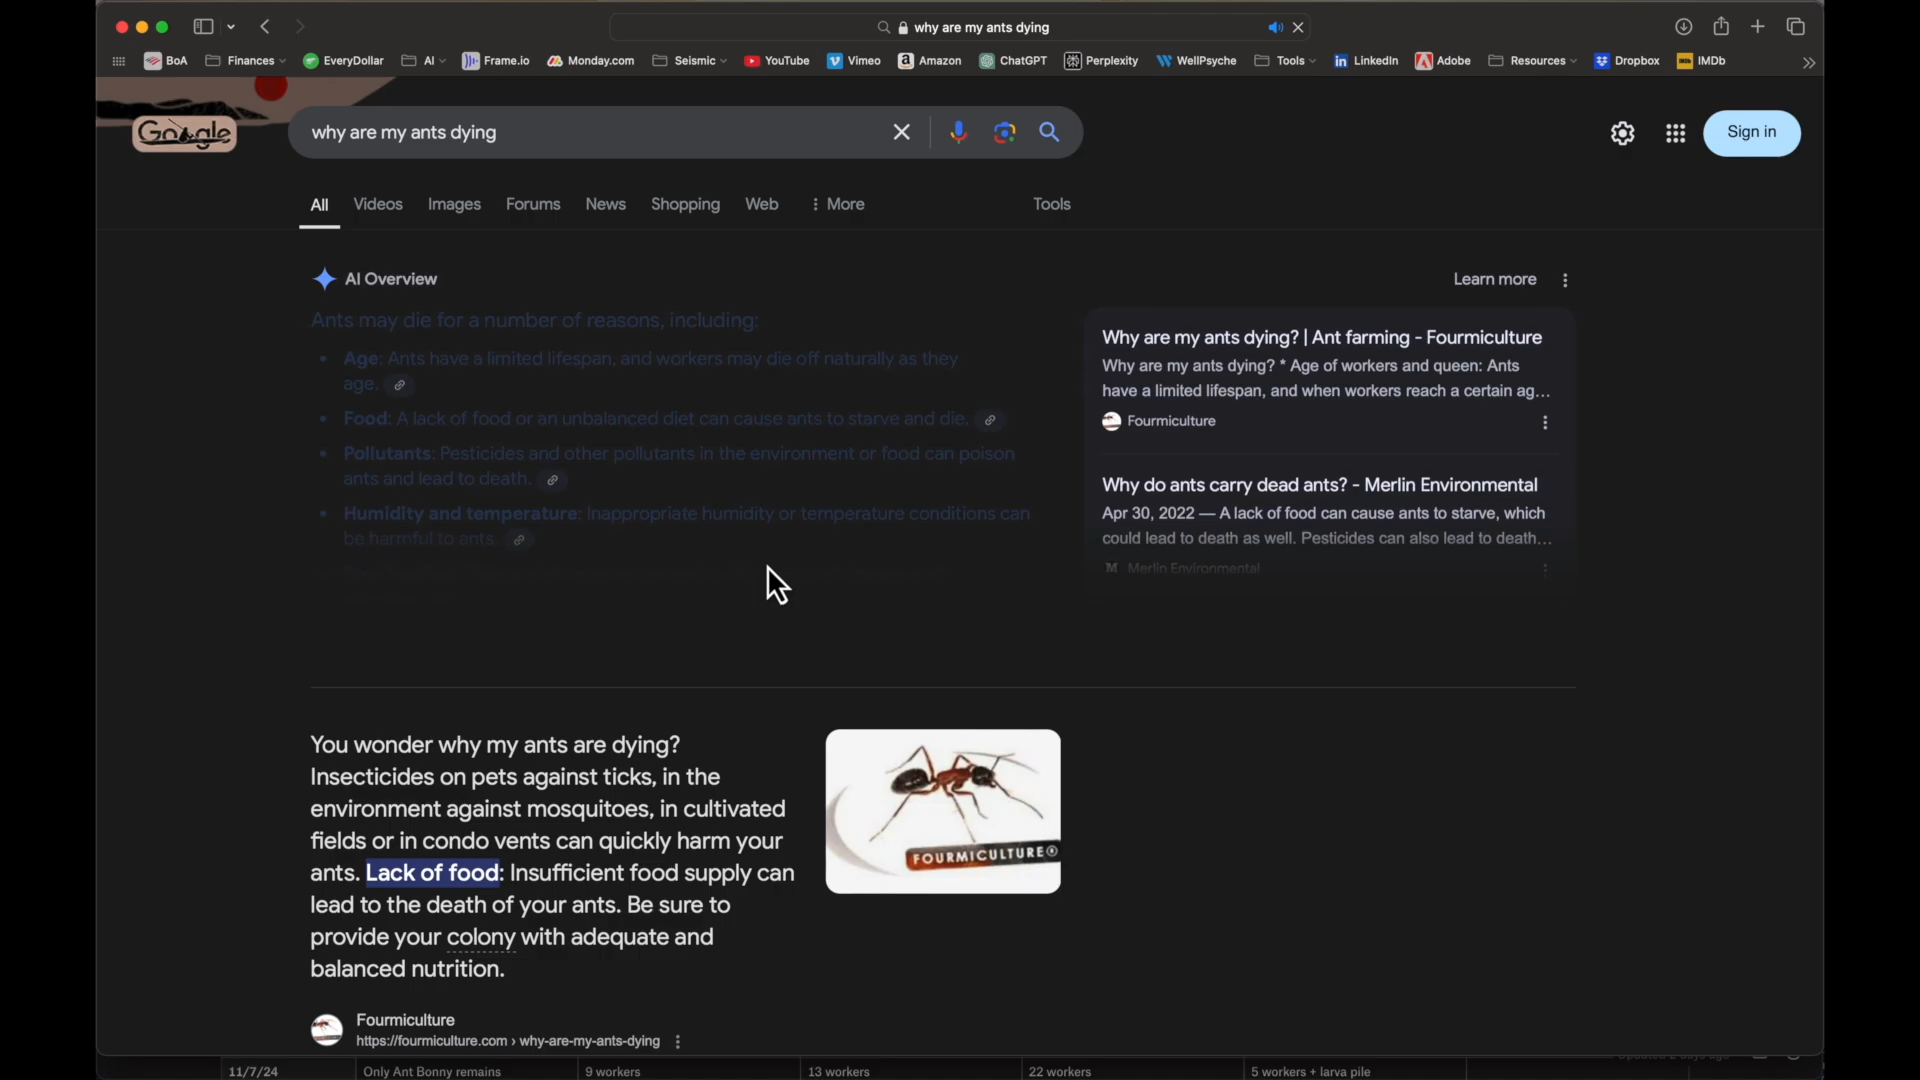 why are my ants dying
BoA
Finances
EveryDollar
AI
Frame.io
Monday.com
Seismic
YouTube
Vimeo
Amazon
ChatGPT
Perplexity
WellPsyche
Tools
LinkedIn
Adobe
Resources
Dropbox
IMDb
Google
why are my ants dying
Sign in
All
Videos
Images
Forums
News
Shopping
Web
More
Tools
AI Overview
Learn more
Ants may die for a number of reasons, including:
Age: Ants have a limited lifespan, and workers may die off naturally as they
age.
Food: A lack of food or an unbalanced diet can cause ants to starve and die.
Pollutants: Pesticides and other pollutants in the environment or food can poison
ants and lead to death.
Humidity and temperature: Inappropriate humidity or temperature conditions can
be harmful to ants.
Why are my ants dying? | Ant farming - Fourmiculture
Why are my ants dying? * Age of workers and queen: Ants
have a limited lifespan, and when workers reach a certain ag...
Fourmiculture
Why do ants carry dead ants? - Merlin Environmental
Apr 30, 2022 — A lack of food can cause ants to starve, which
could lead to death as well. Pesticides can also lead to death...
Merlin Environmental
You wonder why my ants are dying?
Insecticides on pets against ticks, in the
environment against mosquitoes, in cultivated
fields or in condo vents can quickly harm your
ants. Lack of food: Insufficient food supply can
lead to the death of your ants. Be sure to
provide your colony with adequate and
balanced nutrition.
FOURMICULTURE®
Fourmiculture
https://fourmiculture.com › why-are-my-ants-dying
11/7/24
Only Ant Bonny remains
9 workers
13 workers
22 workers
5 workers + larva pile